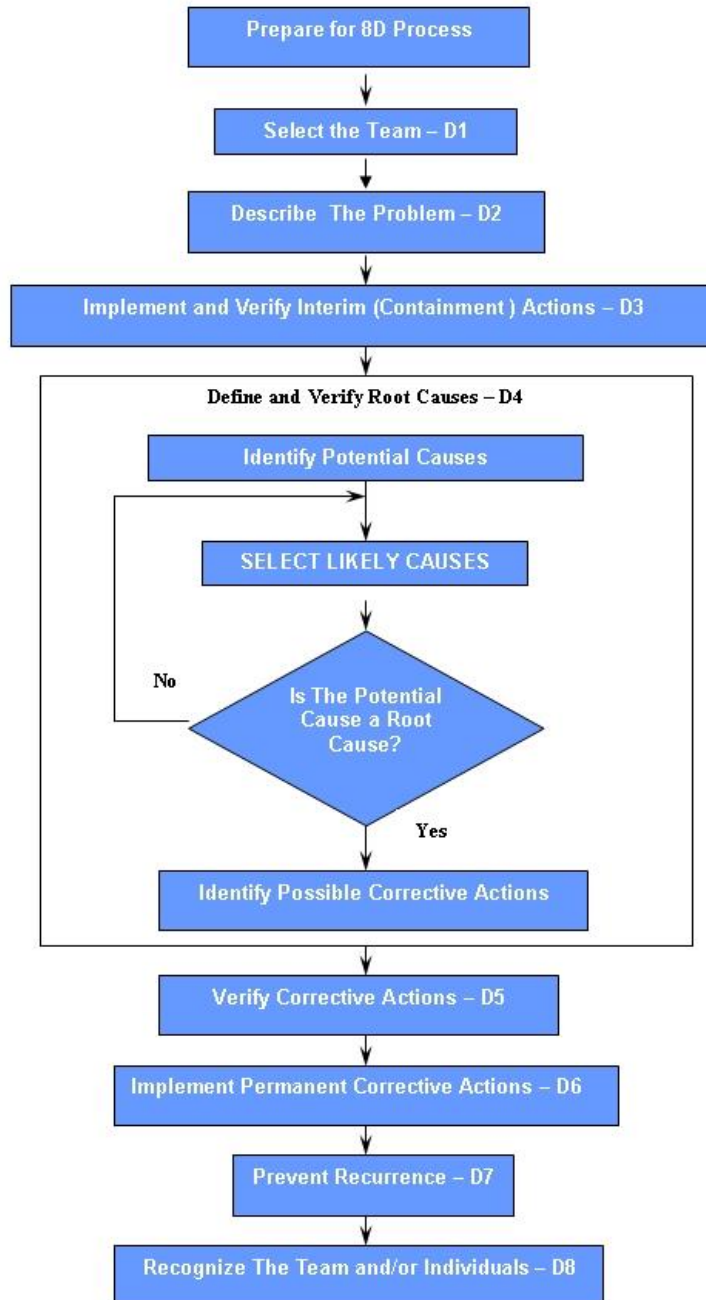 Prepare for 8D Process
Select the Team – D1
Describe The Problem – D2
Implement and Verify Interim (Containment ) Actions – D3
Define and Verify Root Causes – D4
Identify Potential Causes
SELECT LIKELY CAUSES
No
Is The Potential
Cause a Root
Cause?
Yes
Identify Possible Corrective Actions
Verify Corrective Actions – D5
Implement Permanent Corrective Actions – D6
Prevent Recurrence – D7
Recognize The Team and/or Individuals – D8